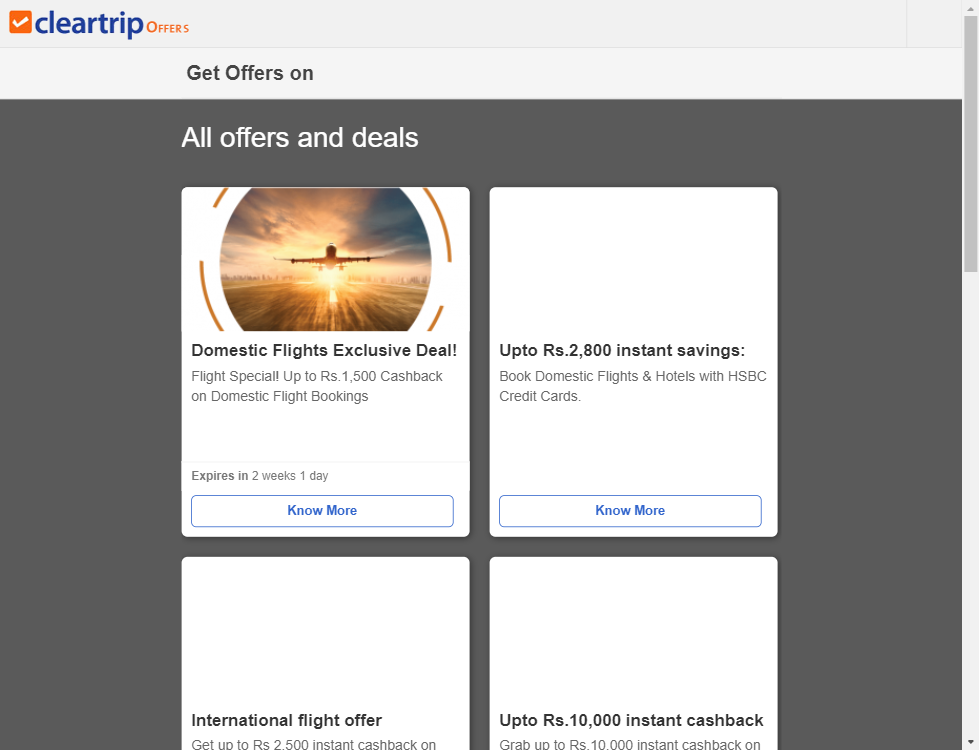 cleartrip OFFERS
Get Offers on
All offers and deals
Domestic Flights Exclusive Deal!
Flight Special! Up to Rs.1,500 Cashback
on Domestic Flight Bookings
Expires in 2 weeks 1 day
Know More
Upto Rs.2,800 instant savings:
Book Domestic Flights & Hotels with HSBC
Credit Cards.
Know More
International flight offer
Get up to Rs 2,500 instant cashback on
Upto Rs.10,000 instant cashback
Grab up to Rs.10,000 instant cashback on